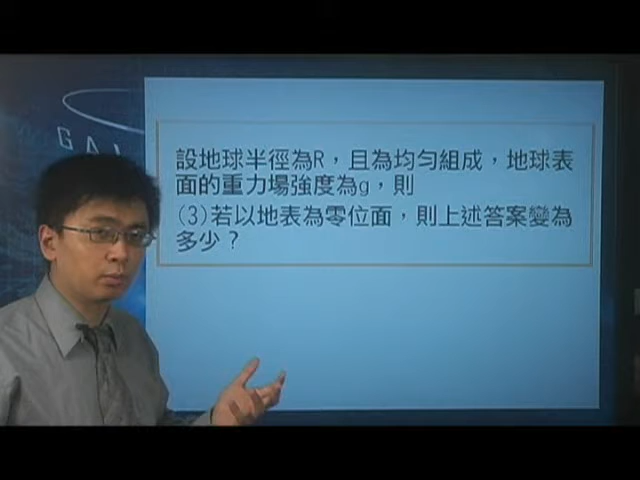 GAL
設地球半徑為R，且為均勻組成，地球表
面的重力場強度為g，則
(3)若以地表為零位面，則上述答案變為
多少？